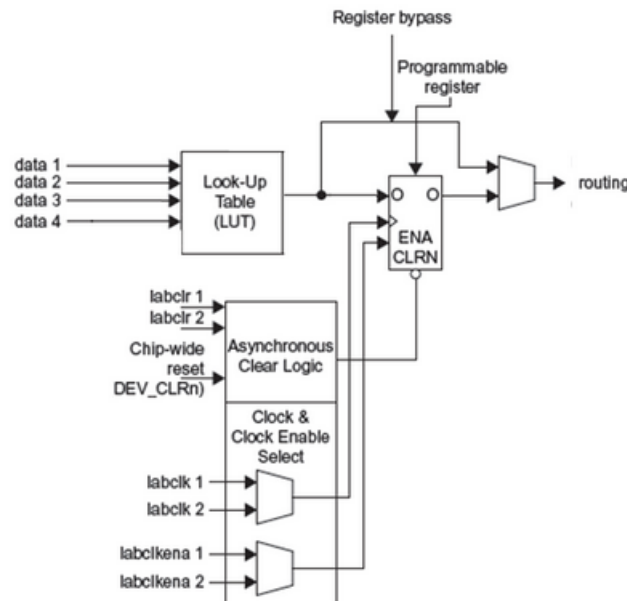 Register bypass
Programmable
register
data 1
data 2
data 3
data 4
Look-Up
Table
(LUT)
routing
ENA
CLRN
labclr 1
labclr 2
Chip-wide
reset
DEV_CLRn)
Asynchronous
Clear Logic
Clock &
Clock Enable
Select
labclk 1
labclk 2
labclkena 1
labclkena 2